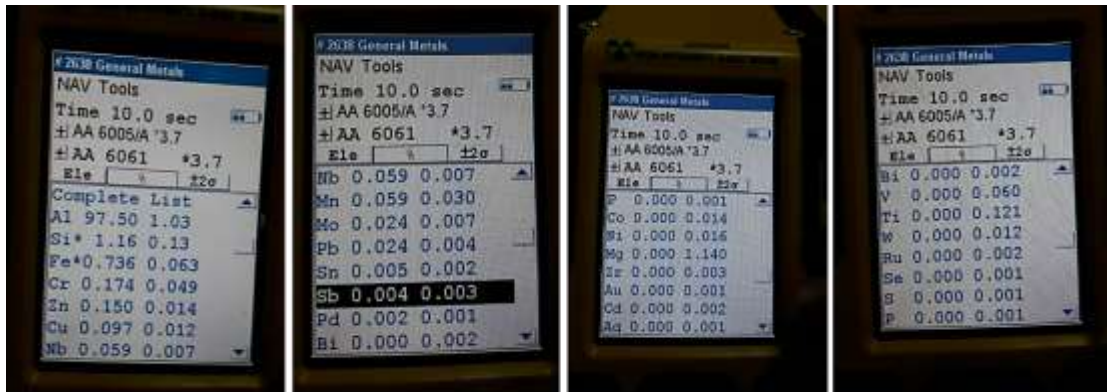 # 2638 General Metals
NAV Tools
Time 10.0 sec
AA 6005/A *3.7
AA 6061 *3.7
Ele % ±2σ
Complete List
Al 97.50 1.03
Si* 1.16 0.13
Fe*0.736 0.063
Cr 0.174 0.049
Zn 0.150 0.014
Cu 0.097 0.012
Nb 0.059 0.007
# 2638 General Metals
NAV Tools
Time 10.0 sec
AA 6005/A *3.7
AA 6061 *3.7
Ele % ±2σ
Nb 0.059 0.007
Mn 0.059 0.030
Mo 0.024 0.007
Pb 0.024 0.004
Sn 0.005 0.002
Sb 0.004 0.003
Pd 0.002 0.001
Bi 0.000 0.002
# 2638 General Metals
NAV Tools
Time 10.0 sec
AA 6005/A *3.7
AA 6061 *3.7
Ele % ±2σ
P 0.000 0.001
Co 0.000 0.014
Ni 0.000 0.016
Mg 0.000 1.140
Zr 0.000 0.003
Au 0.000 0.001
Cd 0.000 0.002
Ag 0.000 0.001
# 2638 General Metals
NAV Tools
Time 10.0 sec
AA 6005/A *3.7
AA 6061 *3.7
Ele % ±2σ
Bi 0.000 0.002
V 0.000 0.060
Ti 0.000 0.121
W 0.000 0.012
Ru 0.000 0.002
Se 0.000 0.001
S 0.000 0.001
P 0.000 0.001